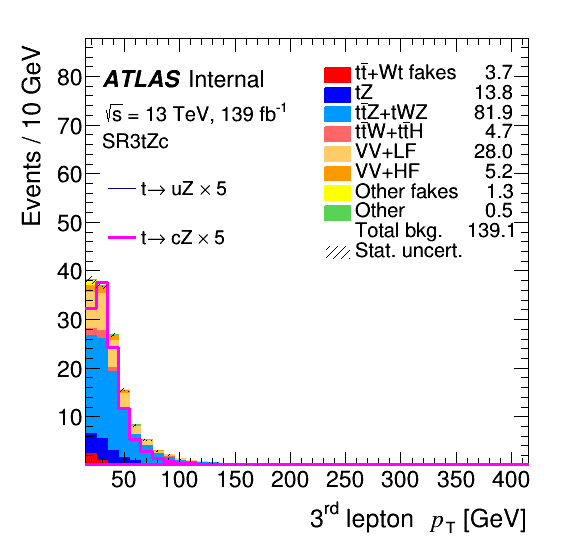 Events / 10 GeV
80
70
60
50
40
30
20
10
ATLAS Internal
√s = 13 TeV, 139 fb⁻¹
SR3tZc
t→ uZ × 5
t→ cZ × 5
tt̄+Wt fakes 3.7
tZ 13.8
tt̄Z+tWZ 81.9
tt̄W+tt̄H 4.7
VV+LF 28.0
VV+HF 5.2
Other fakes 1.3
Other 0.5
Total bkg. 139.1
Stat. uncert.
50 100 150 200 250 300 350 400
3rd lepton pT [GeV]